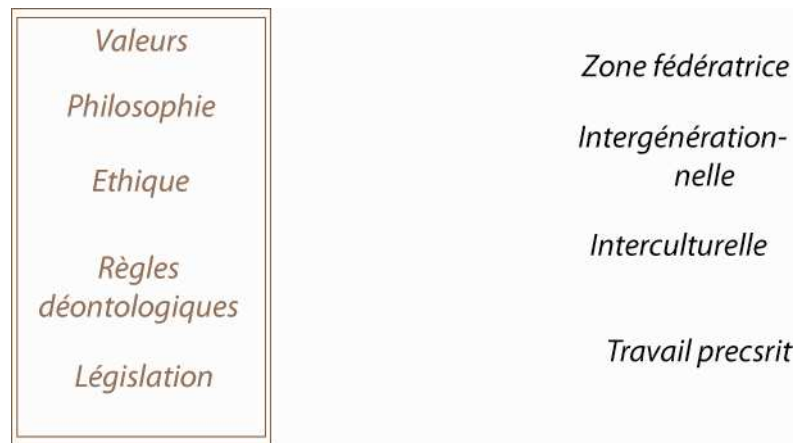 Valeurs
Philosophie
Ethique
Règles
déontologiques
Législation
Zone fédératrice
Intergénération-
nelle
Interculturelle
Travail precsrit